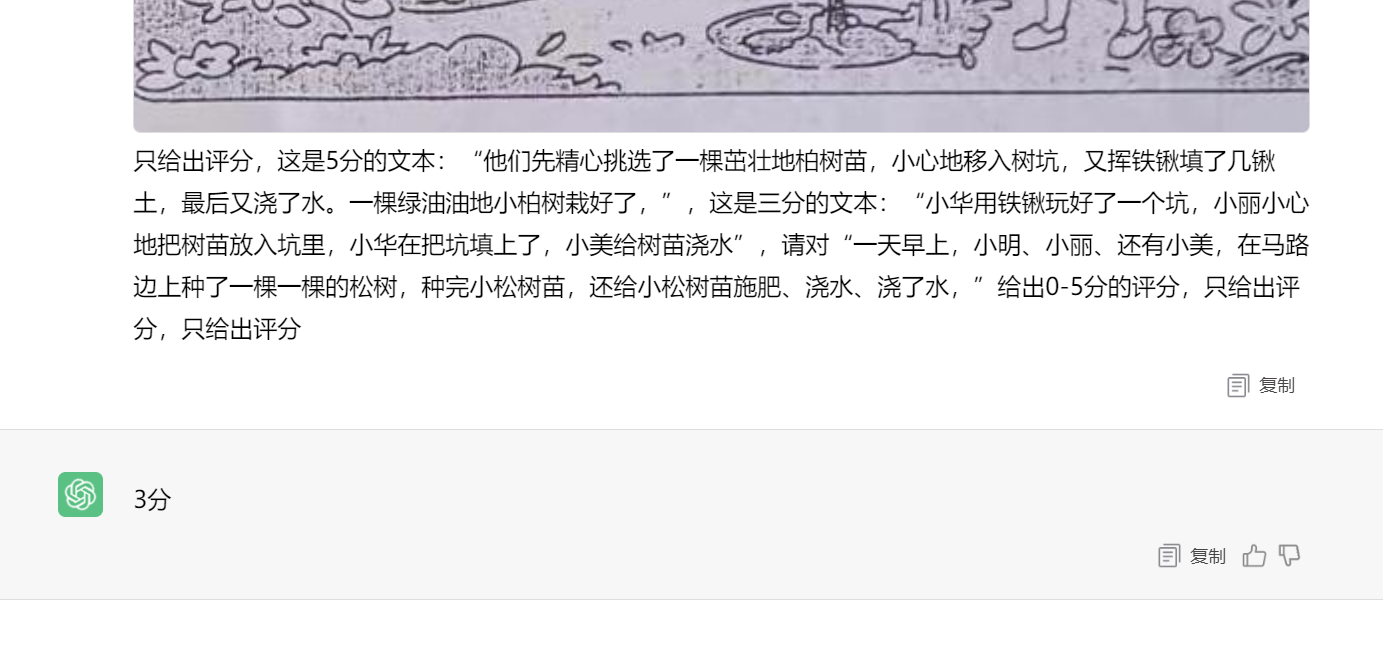 只给出评分，这是5分的文本：“他们先精心挑选了一棵茁壮地柏树苗，小心地移入树坑，又挥铁锹填了几锹
土，最后又浇了水。一棵绿油油地小柏树栽好了，”，这是三分的文本：“小华用铁锹玩好了一个坑，小丽小心
地把树苗放入坑里，小华在把坑填上了，小美给树苗浇水”，请对“一天早上，小明、小丽、还有小美，在马路
边上种了一棵一棵的松树，种完小松树苗，还给小松树苗施肥、浇水、浇了水，”给出0-5分的评分，只给出评
分，只给出评分
复制
3分
复制